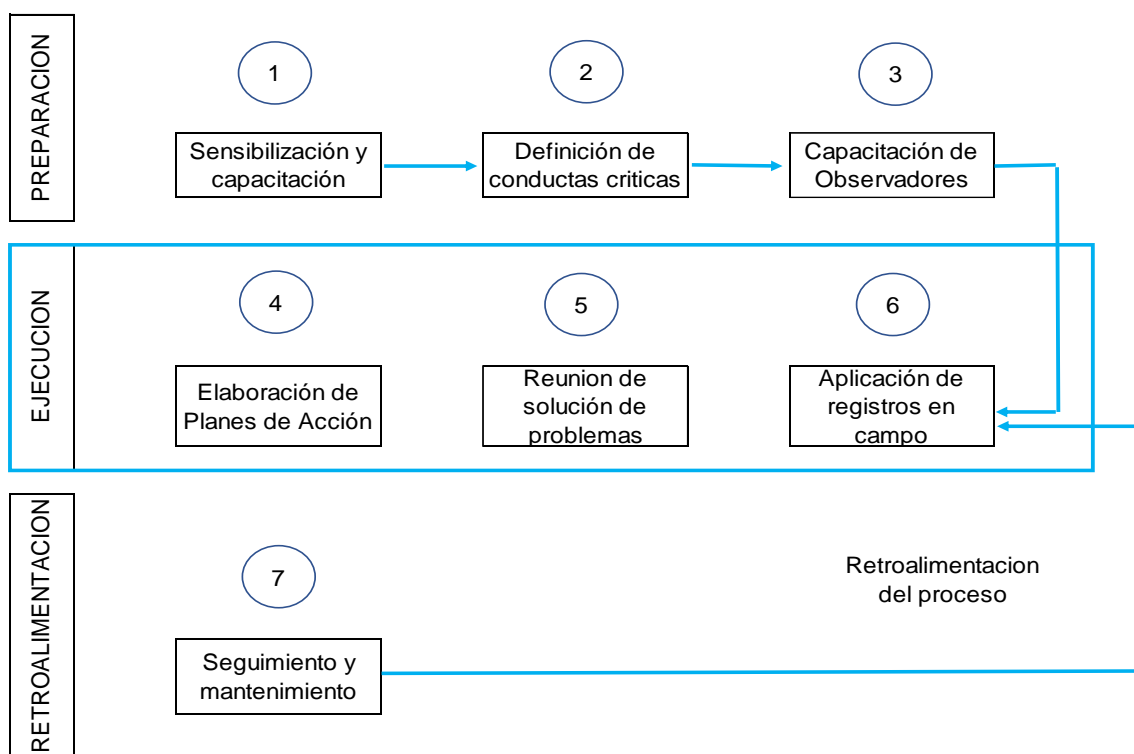 PREPARACION
1
2
3
Sensibilización y
capacitación
Definición de
conductas criticas
Capacitación de
Observadores
EJECUCION
4
5
6
Elaboración de
Planes de Acción
Reunion de
solución de
problemas
Aplicación de
registros en
campo
RETROALIMENTACION
7
Retroalimentacion
del proceso
Seguimiento y
mantenimiento